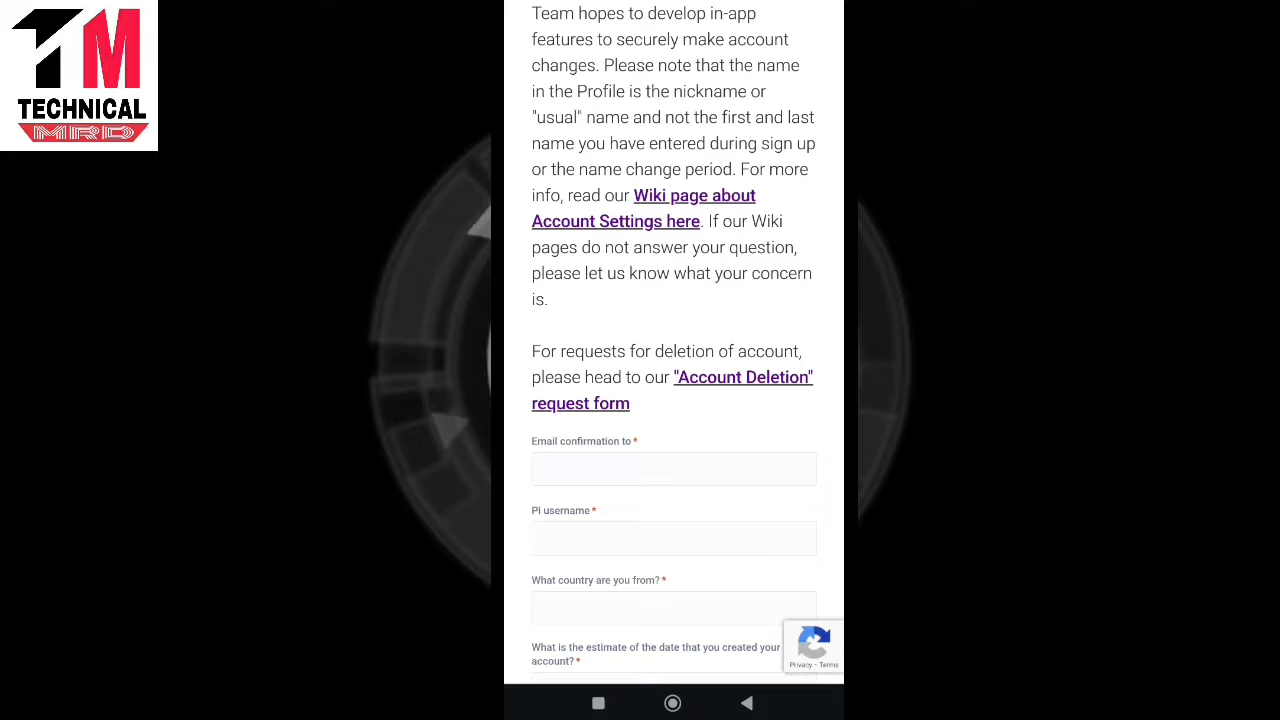 TM
TECHNICAL
MRD
Team hopes to develop in-app
features to securely make account
changes. Please note that the name
in the Profile is the nickname or
"usual" name and not the first and last
name you have entered during sign up
or the name change period. For more
info, read our Wiki page about
Account Settings here. If our Wiki
pages do not answer your question,
please let us know what your concern
is.
For requests for deletion of account,
please head to our "Account Deletion"
request form
Email confirmation to *
Pi username *
What country are you from? *
What is the estimate of the date that you created your
account? *
Privacy - Terms